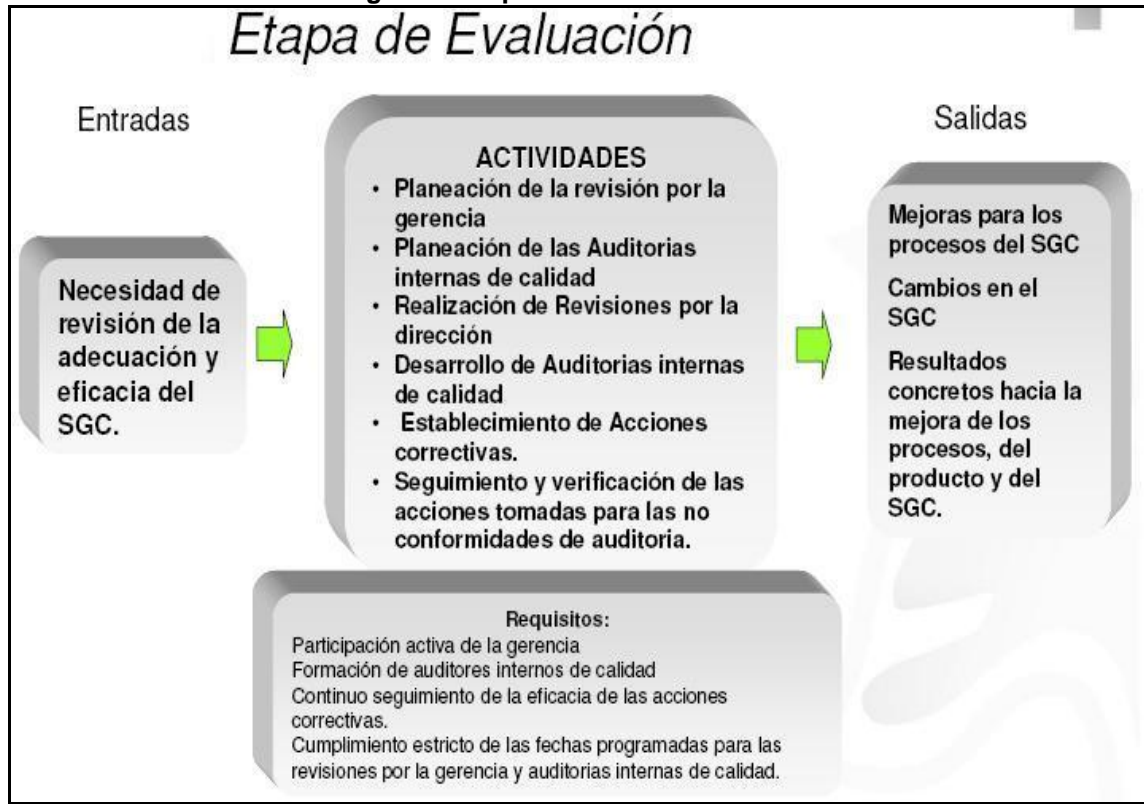 Etapa de Evaluación
Entradas
Necesidad de
revisión de la
adecuación y
eficacia del
SGC.
ACTIVIDADES
• Planeación de la revisión por la
gerencia
• Planeación de las Auditorias
internas de calidad
• Realización de Revisiones por la
dirección
• Desarrollo de Auditorias internas
de calidad
• Establecimiento de Acciones
correctivas.
• Seguimiento y verificación de las
acciones tomadas para las no
conformidades de auditoria.
Salidas
Mejoras para los
procesos del SGC
Cambios en el
SGC
Resultados
concretos hacia la
mejora de los
procesos, del
producto y del
SGC.
Requisitos:
Participación activa de la gerencia
Formación de auditores internos de calidad
Continuo seguimiento de la eficacia de las acciones
correctivas.
Cumplimiento estricto de las fechas programadas para las
revisiones por la gerencia y auditorias internas de calidad.